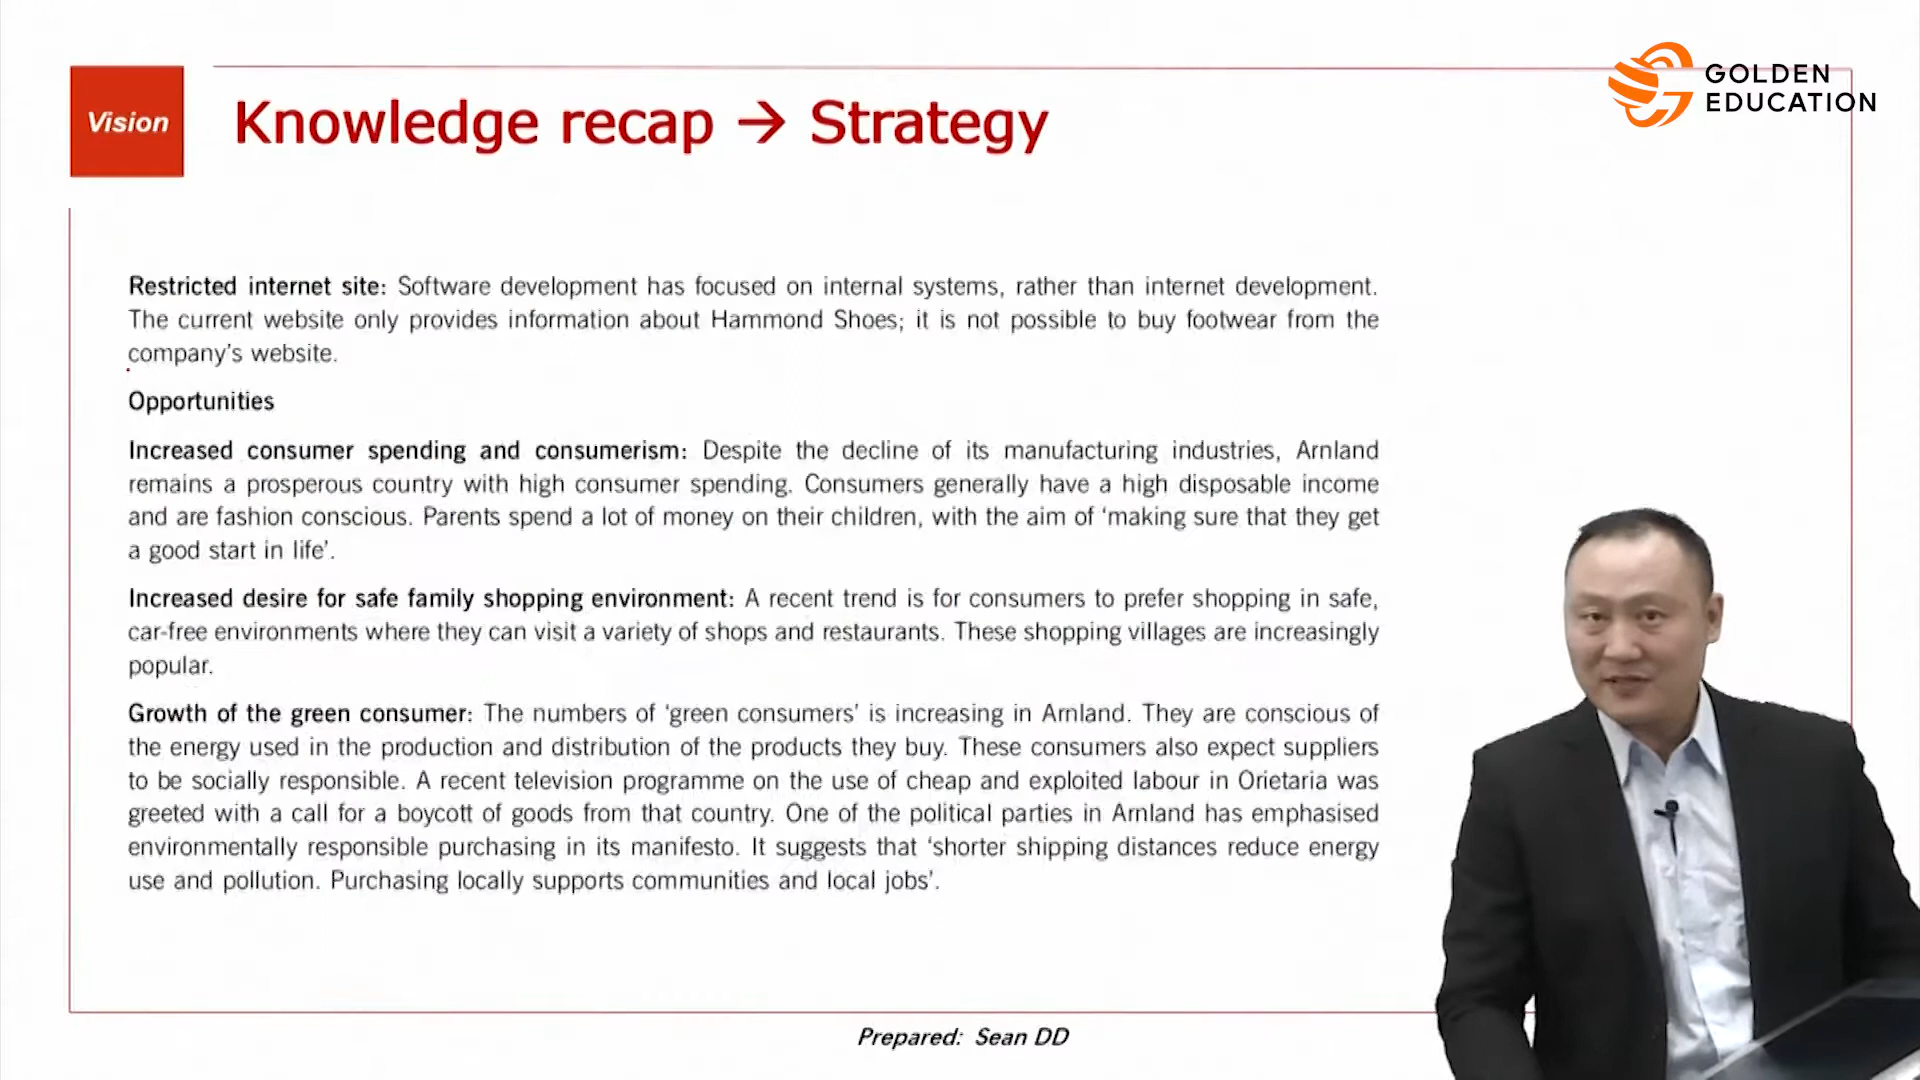 Vision
Knowledge recap → Strategy
GOLDEN
EDUCATION
Restricted internet site: Software development has focused on internal systems, rather than internet development.
The current website only provides information about Hammond Shoes; it is not possible to buy footwear from the
company's website.
Opportunities
Increased consumer spending and consumerism: Despite the decline of its manufacturing industries, Arnland
remains a prosperous country with high consumer spending. Consumers generally have a high disposable income
and are fashion conscious. Parents spend a lot of money on their children, with the aim of 'making sure that they get
a good start in life'.
Increased desire for safe family shopping environment: A recent trend is for consumers to prefer shopping in safe,
car-free environments where they can visit a variety of shops and restaurants. These shopping villages are increasingly
popular.
Growth of the green consumer: The numbers of 'green consumers' is increasing in Arnland. They are conscious of
the energy used in the production and distribution of the products they buy. These consumers also expect suppliers
to be socially responsible. A recent television programme on the use of cheap and exploited labour in Orietaria was
greeted with a call for a boycott of goods from that country. One of the political parties in Arnland has emphasised
environmentally responsible purchasing in its manifesto. It suggests that 'shorter shipping distances reduce energy
use and pollution. Purchasing locally supports communities and local jobs'.
Prepared: Sean DD